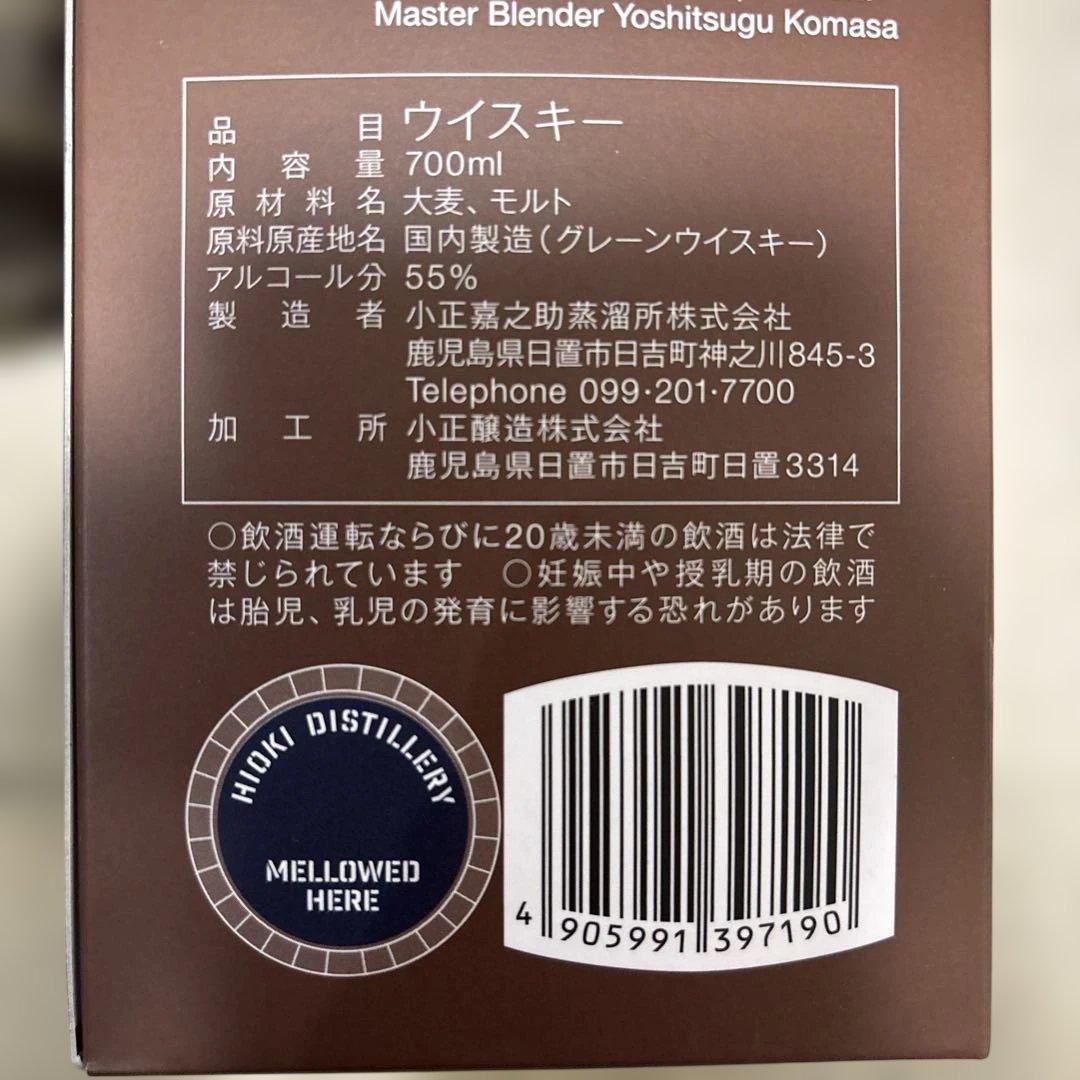 Master Blender Yoshitsugu Komasa
品目 ウイスキー
内容量 700ml
原材料名 大麦、モルト
原料原産地名 国内製造(グレーンウイスキー)
アルコール分 55%
製造者 小正嘉之助蒸溜所株式会社
鹿児島県日置市日吉町神之川845-3
Telephone 099·201·7700
加工所 小正醸造株式会社
鹿児島県日置市日吉町日置3314
○飲酒運転ならびに20歳未満の飲酒は法律で
禁じられています ○妊娠中や授乳期の飲酒
は胎児、乳児の発育に影響する恐れがあります
HIOKI DISTILLERY
MELLOWED
HERE
4 905991 397190